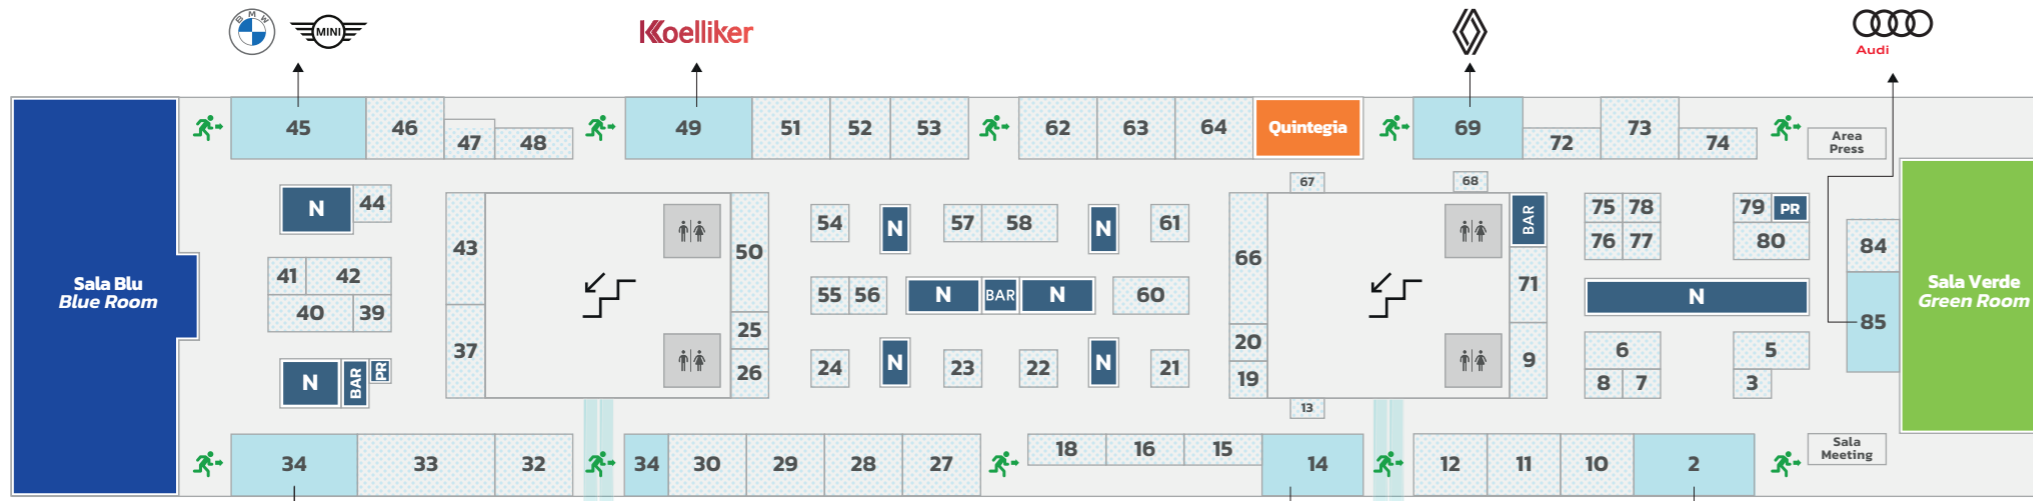 BMW
MINI
Koelliker
Audi
45
46
47
48
49
51
52
53
62
63
64
Quintegia
69
72
73
74
Area
Press
67
68
N
44
43
50
54
N
57
58
N
61
66
BAR
75
78
79
PR
76
77
80
84
71
Sala Blu
Blue Room
41
42
40
39
55
56
N
BAR
N
60
N
Sala Verde
Green Room
85
37
25
26
20
19
9
N
BAR
PR
24
N
23
22
N
21
6
8
7
5
3
13
34
33
32
34
30
29
28
27
18
16
15
14
12
11
10
2
Sala
Meeting